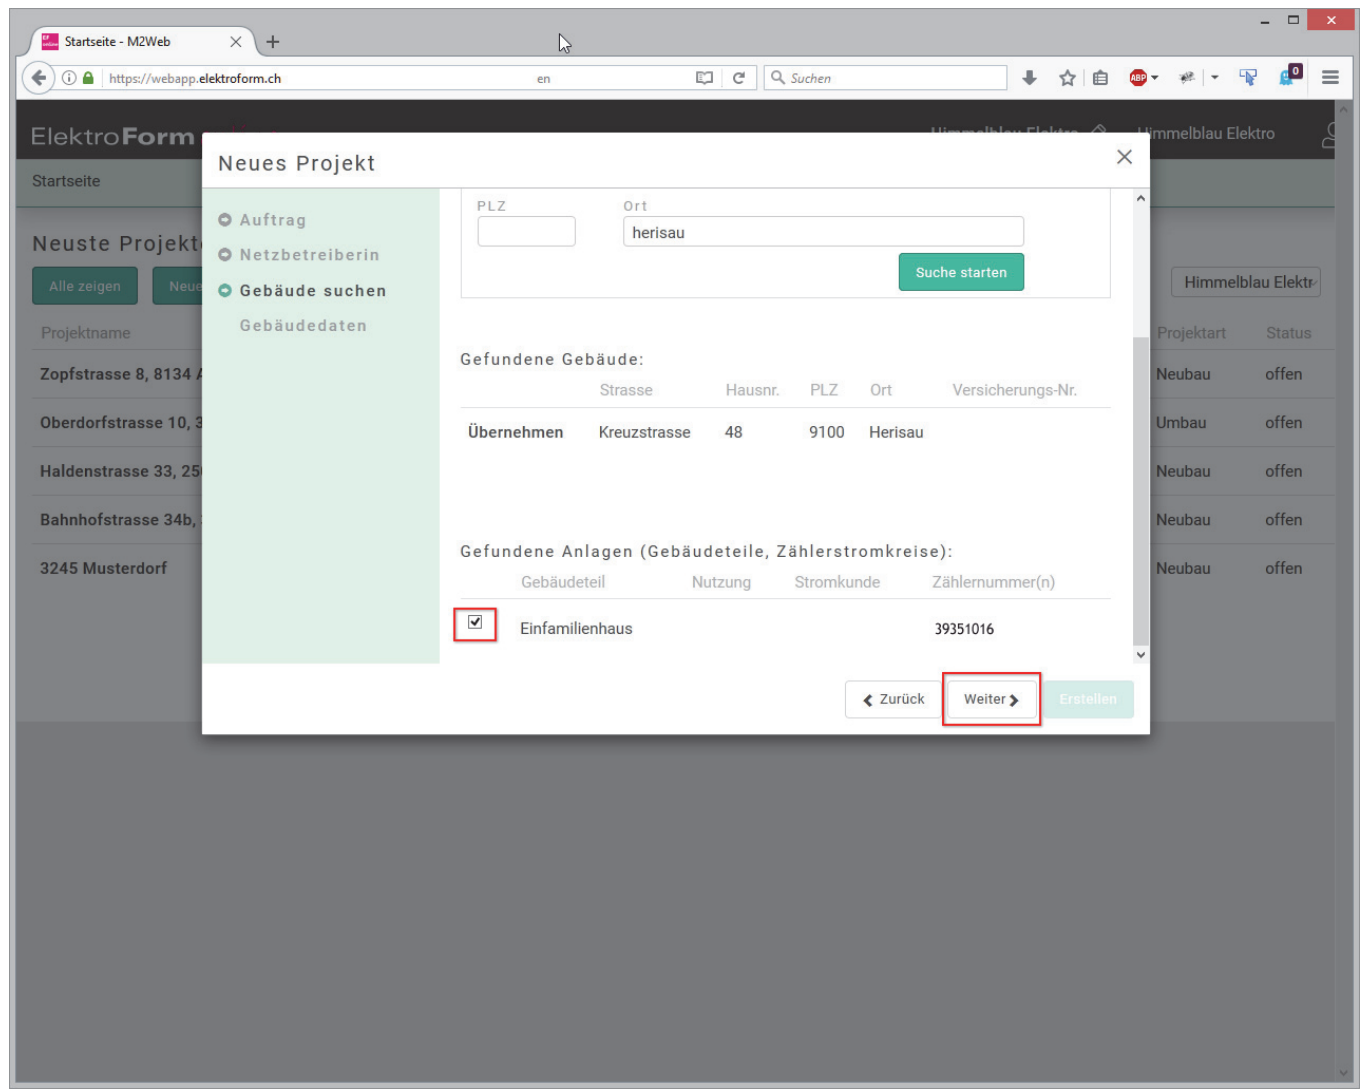 Startseite - M2Web
https://webapp.elektroform.ch
en
Suchen
ABP
0
ElektroForm
Himmelblau Elektro
Himmelblau Elektro
Startseite
Neues Projekt
Auftrag
Netzbetreiberin
Gebäude suchen
Gebäudedaten
PLZ
Ort
herisau
Suche starten
Gefundene Gebäude:
Strasse Hausnr. PLZ Ort Versicherungs-Nr.
Übernehmen Kreuzstrasse 48 9100 Herisau
Gefundene Anlagen (Gebäudeteile, Zählerstromkreise):
Gebäudeteil Nutzung Stromkunde Zählernummer(n)
Einfamilienhaus 39351016
Zurück
Weiter
Erstellen
Neuste Projekt
Alle zeigen
Neue
Himmelblau Elektr
Projektname Projektart Status
Zopfstrasse 8, 8134 A Neubau offen
Oberdorfstrasse 10, 3 Umbau offen
Haldenstrasse 33, 25 Neubau offen
Bahnhofstrasse 34b, Neubau offen
3245 Musterdorf Neubau offen